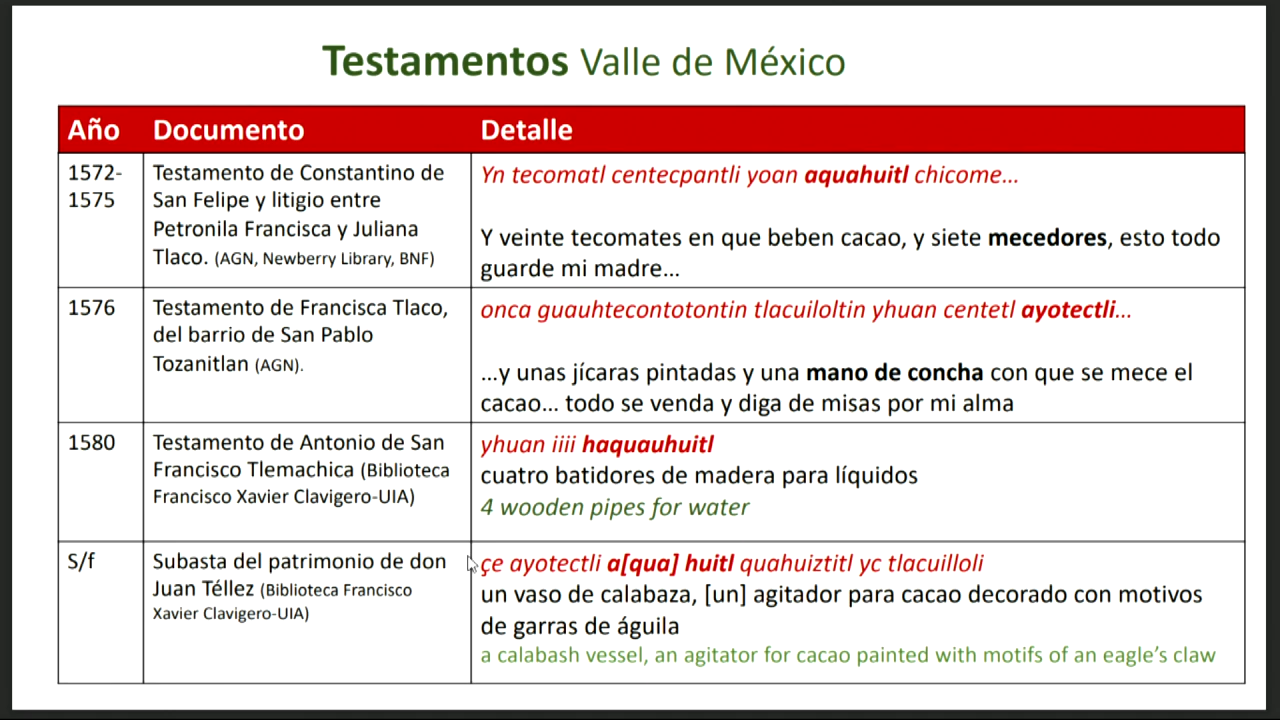 Testamentos Valle de México
Año Documento Detalle
1572-
1575
Testamento de Constantino de
San Felipe y litigio entre
Petronila Francisca y Juliana
Tlaco. (AGN, Newberry Library, BNF)
Yn tecomatl centecpantli yoan aquahuitl chicome...
Y veinte tecomates en que beben cacao, y siete mecedores, esto todo
guarde mi madre...
1576
Testamento de Francisca Tlaco,
del barrio de San Pablo
Tozanitlan (AGN).
onca guauhtecontotontin tlacuiloltin yhuan centetl ayotectli...
...y unas jícaras pintadas y una mano de concha con que se mece el
cacao... todo se venda y diga de misas por mi alma
1580
Testamento de Antonio de San
Francisco Tlemachica (Biblioteca
Francisco Xavier Clavigero-UIA)
yhuan iiii haquauhuitl
cuatro batidores de madera para líquidos
4 wooden pipes for water
S/f
Subasta del patrimonio de don
Juan Téllez (Biblioteca Francisco
Xavier Clavigero-UIA)
çe ayotectli a[qua] huitl quahuiztitl yc tlacuilloli
un vaso de calabaza, [un] agitador para cacao decorado con motivos
de garras de águila
a calabash vessel, an agitator for cacao painted with motifs of an eagle's claw